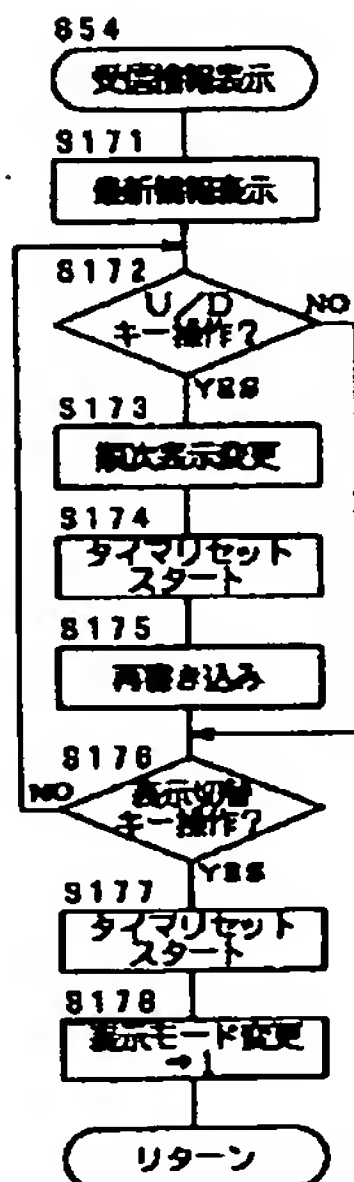 S54
受信情報表示
S171
最新情報表示
S172
U/D
キー操作?
NO
YES
S173
順次表示変更
S174
タイマリセット
スタート
S175
再書き込み
S176
表示切替
キー操作?
NO
YES
S177
タイマリセット
スタート
S178
表示モード変更
→1
リターン